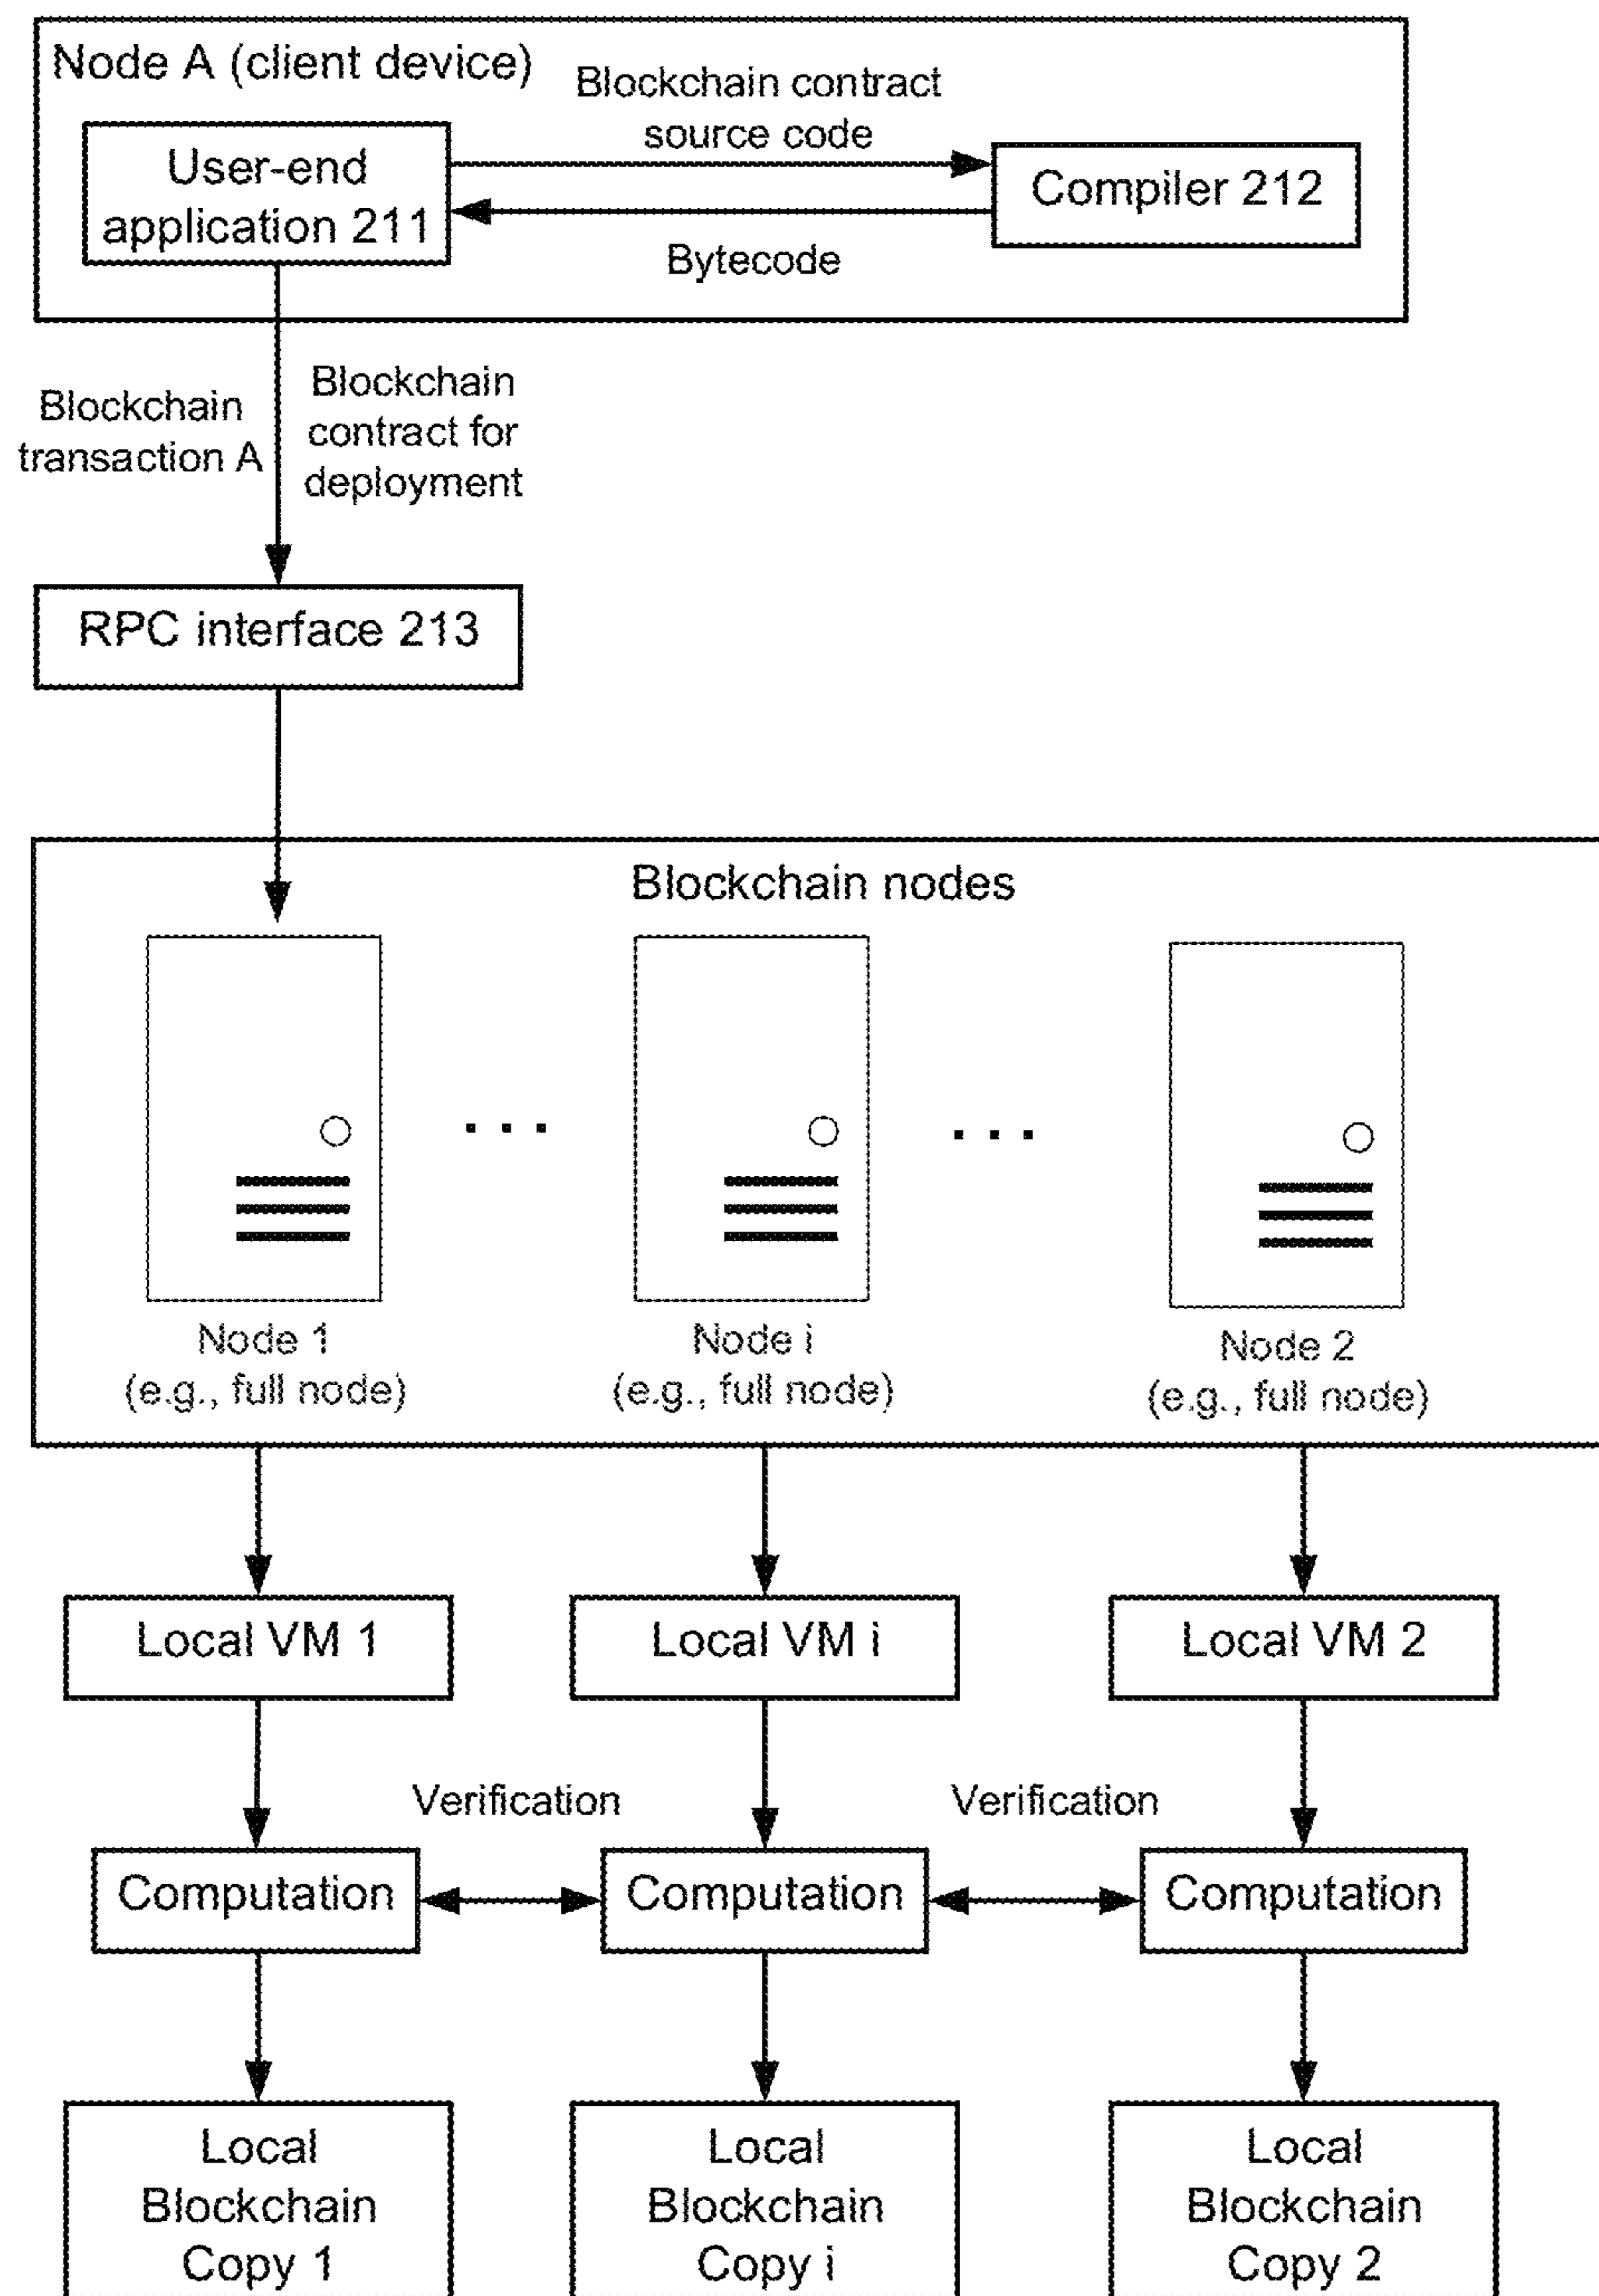 Node A (client device)
Blockchain contract
source code
User-end
application 211
Compiler 212
Bytecode
Blockchain
transaction A
Blockchain
contract for
deployment
RPC interface 213
Blockchain nodes
. . .
. . .
Node 1
(e.g., full node)
Node i
(e.g., full node)
Node 2
(e.g., full node)
Local VM 1
Local VM i
Local VM 2
Verification
Verification
Computation
Computation
Computation
Local
Blockchain
Copy 1
Local
Blockchain
Copy i
Local
Blockchain
Copy 2